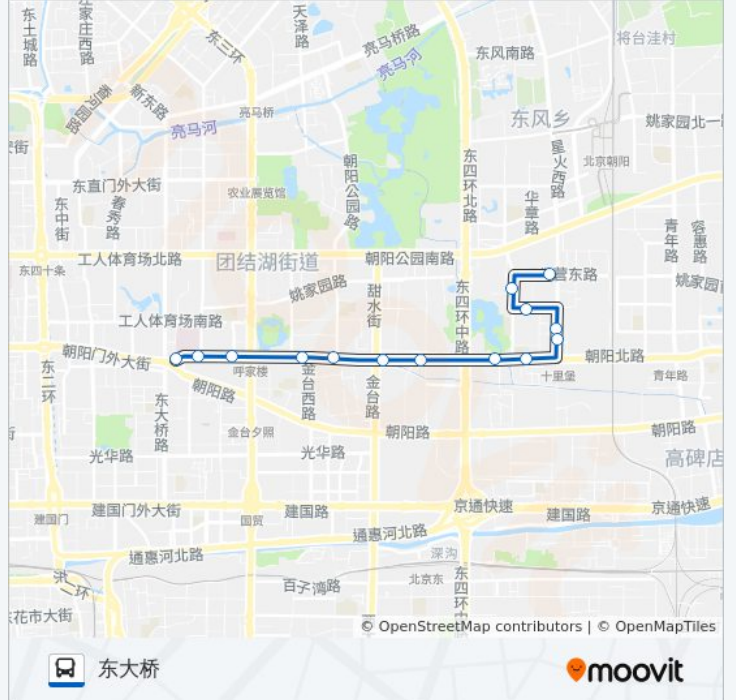 东土城路
左家庄西路
东三环
天泽路
亮马桥路
亮马河
东风南路
将台洼村
香河园路
新东路
亮马河
亮马桥
东风乡
姚家园北一
东直门外大街
东中街
春秀路
农业展览馆
朝阳公园路
东四环北路
星火西路
北京朝阳
华章路
工人体育场北路
东四十条
团结湖街道
朝阳公园南路
青年路
容惠路
姚家园路
甜水街
东四环中路
营东路
姚家园
工人体育场南路
朝阳门外大街
呼家楼
朝阳北路
十里堡
青年路
东二环
朝阳路
东大桥路
金台西路
金台路
金台夕照
光华路
光华路
朝阳路
朝阳路
高碑店
建国门外大街
建国门
国贸
建国路
京通快速
建国路
京通快速
通惠河北路
通惠河北路
深沟
百子湾路
北京东
东四环中
花市大街
© OpenStreetMap contributors | © OpenMapTiles
东大桥
moovit